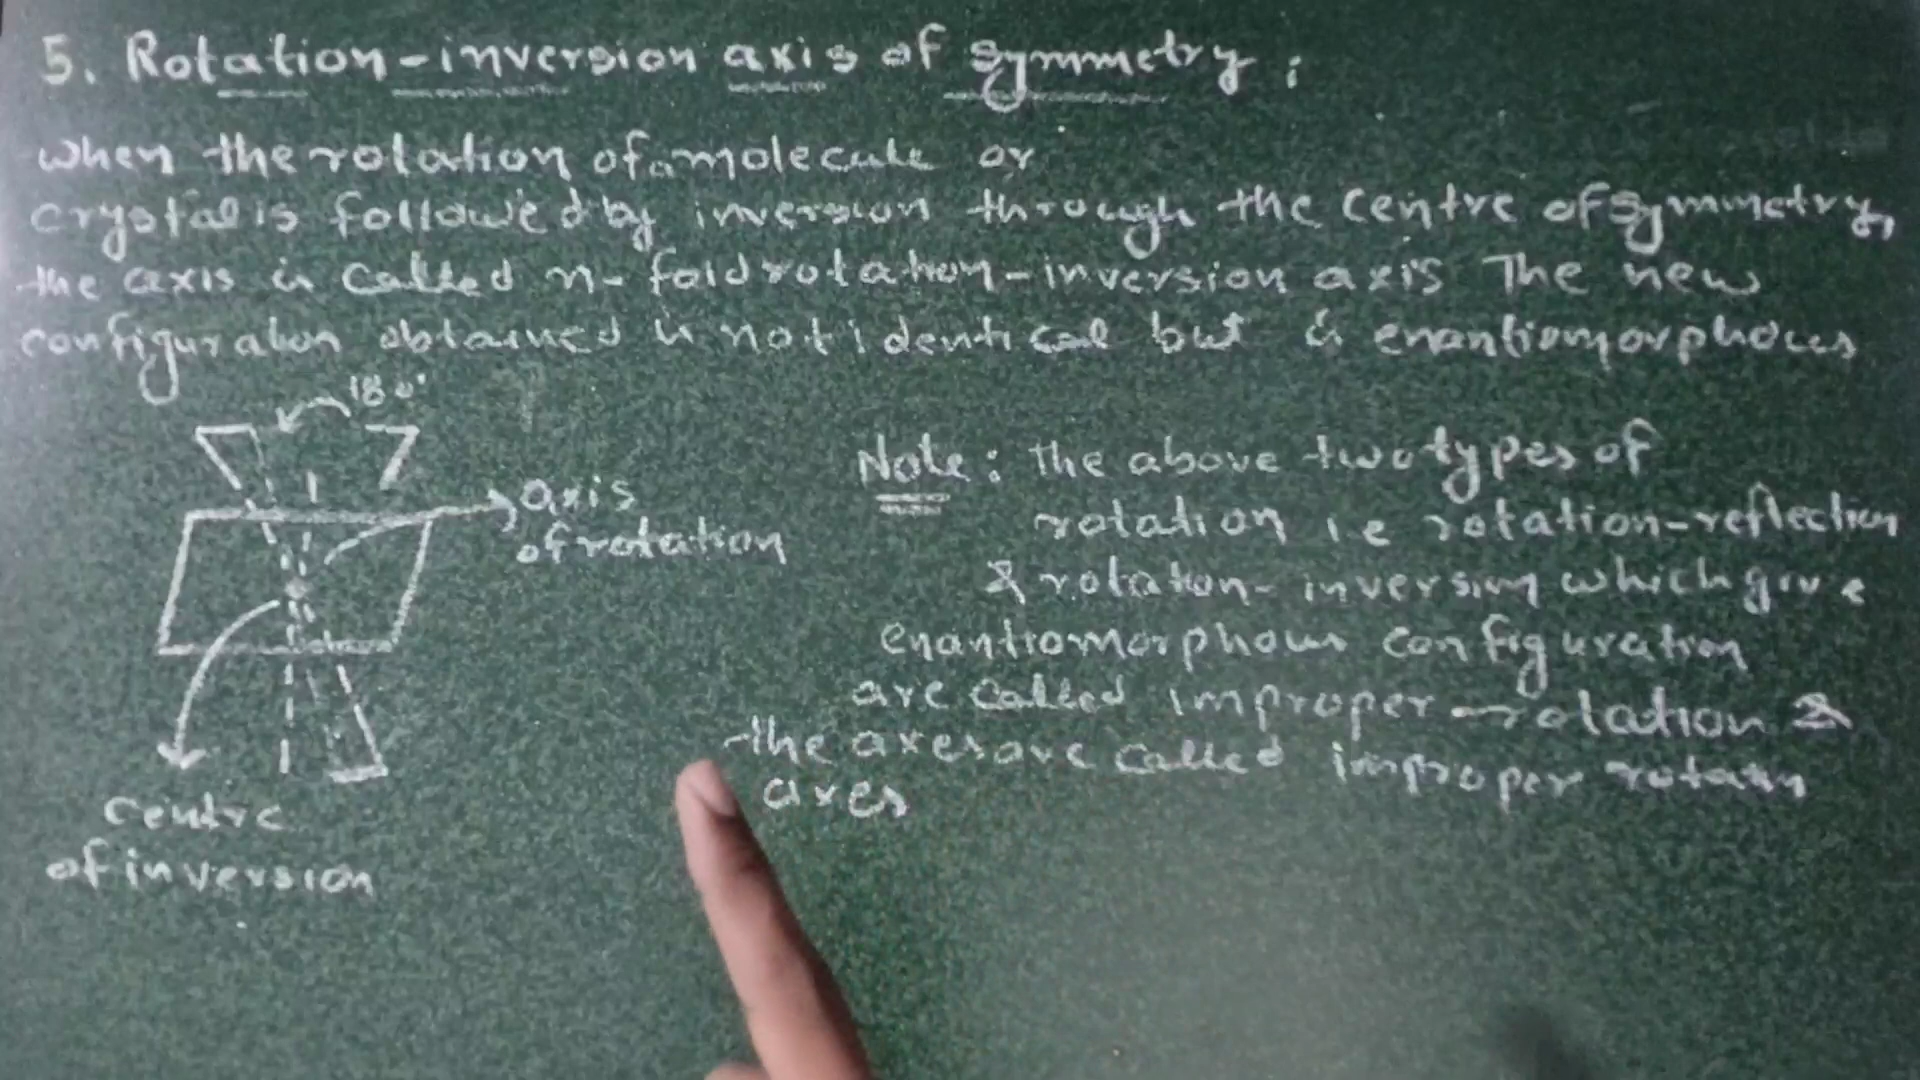 5. Rotation-inversion axis of symmetry :
when the rotation of a molecule or
crystal is followed by inversion through the centre of symmetry,
the axis is called n-fold rotation-inversion axis The new
configuration obtained is not identical but is enantiomorphous
180°
axis
of rotation
centre
of inversion
Note: the above two types of
rotation i.e rotation-reflection
& rotation-inversion which give
enantiomorphous configuration
are called improper-rotation &
the axes are called improper rotation
axes